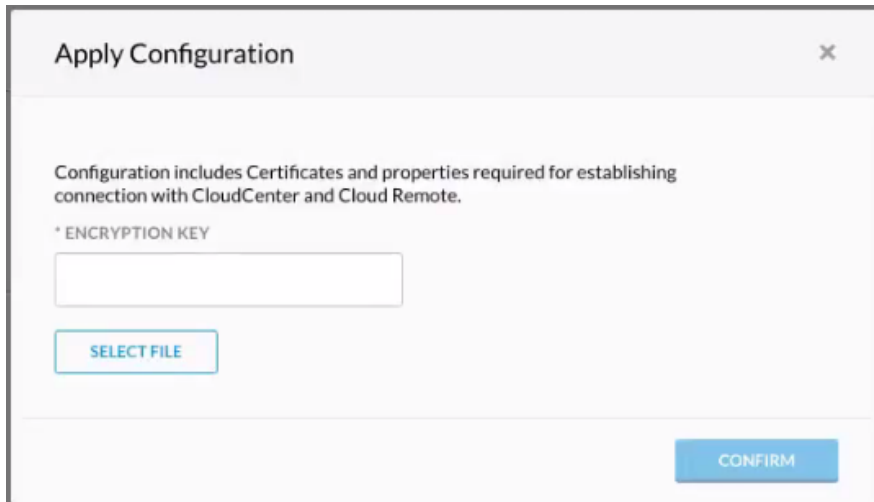 Apply Configuration
Configuration includes Certificates and properties required for establishing
connection with CloudCenter and Cloud Remote.
* ENCRYPTION KEY
SELECT FILE
CONFIRM